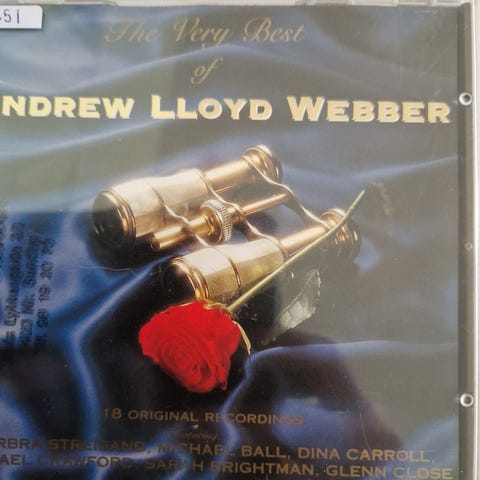 51
The Very Best
of
NDREW LLOYD WEBBER
18 ORIGINAL RECORDINGS
featuring
RBRA STREISAND, MICHAEL BALL, DINA CARROLL,
AEL CRAWFORD, SARAH BRIGHTMAN, GLENN CLOSE